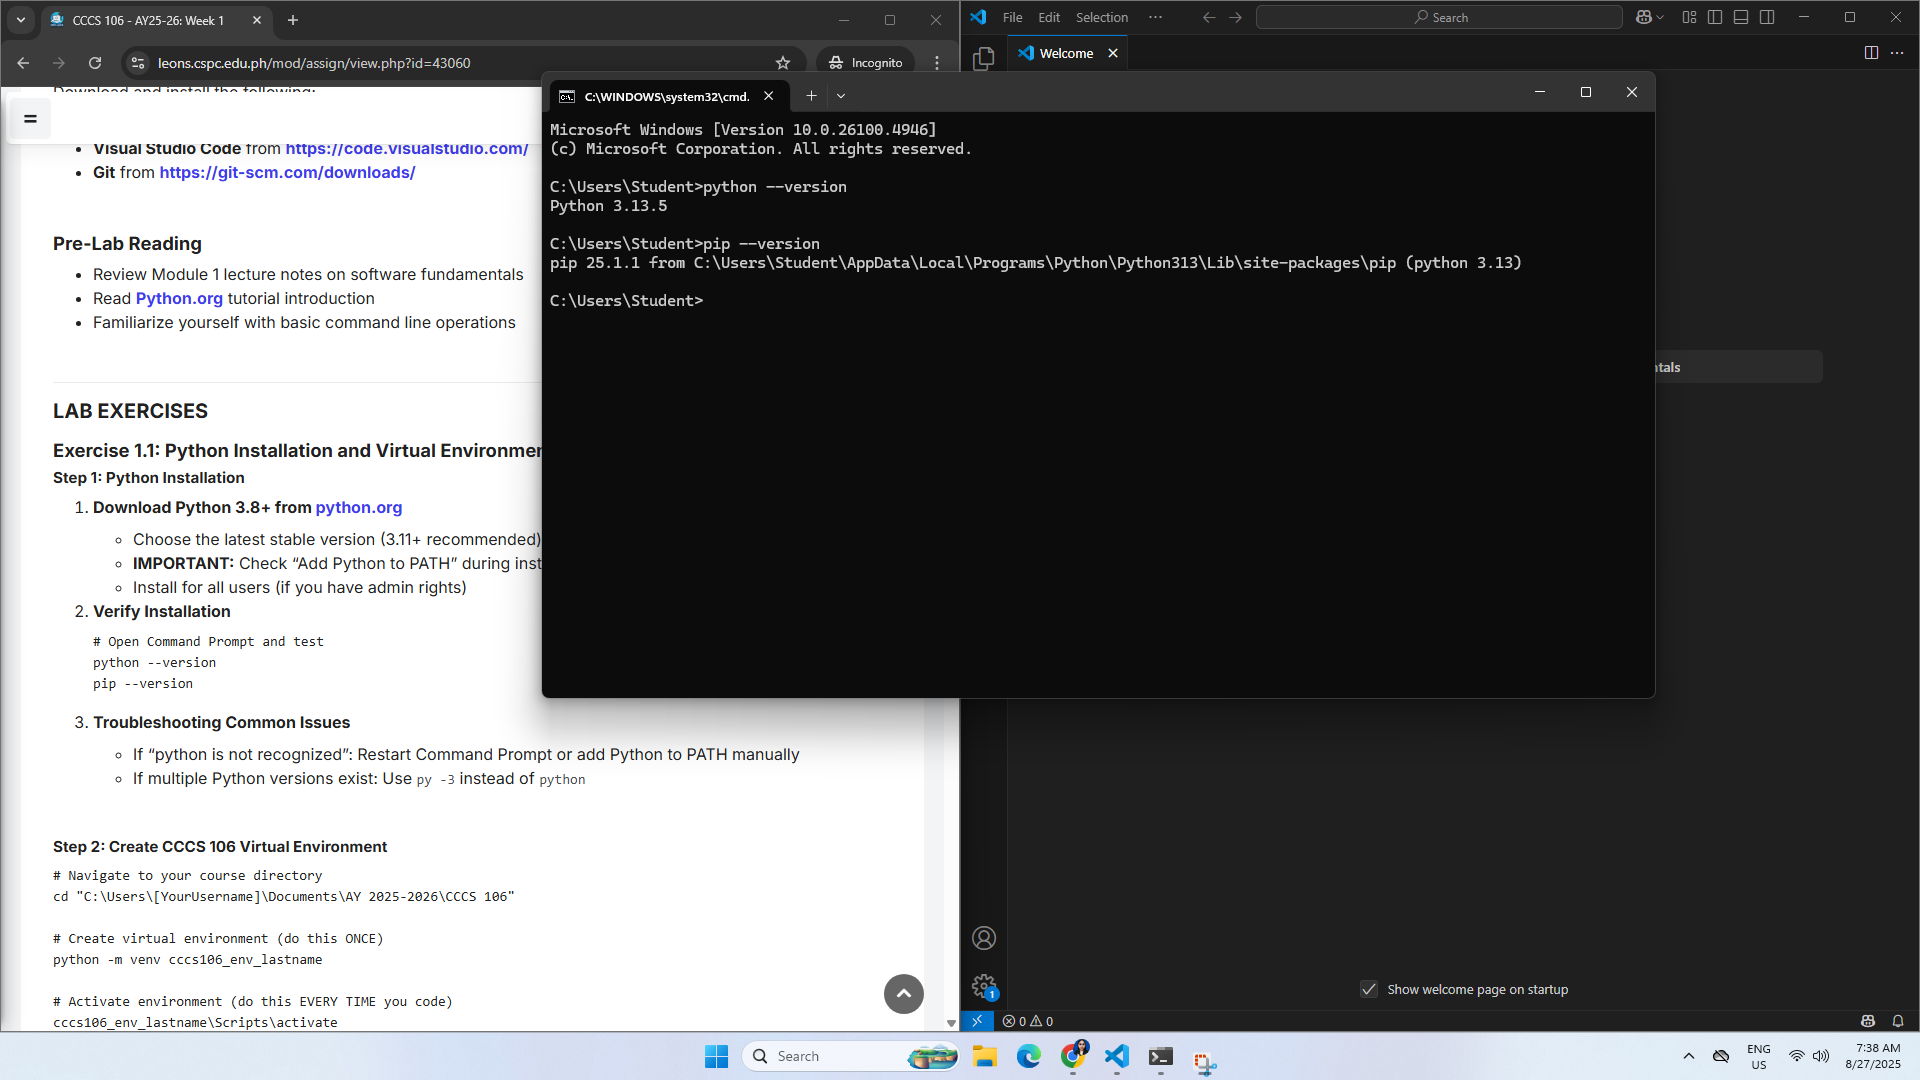 CCCS 106 - AY25-26: Week 1
leons.cspc.edu.ph/mod/assign/view.php?id=43060
Incognito
File Edit Selection
Search
Welcome
Download and install the following:
Visual Studio Code from https://code.visualstudio.com/
Git from https://git-scm.com/downloads/
Pre-Lab Reading
Review Module 1 lecture notes on software fundamentals
Read Python.org tutorial introduction
Familiarize yourself with basic command line operations
LAB EXERCISES
Exercise 1.1: Python Installation and Virtual Environmen
Step 1: Python Installation
1. Download Python 3.8+ from python.org
Choose the latest stable version (3.11+ recommended)
IMPORTANT: Check “Add Python to PATH” during inst
Install for all users (if you have admin rights)
2. Verify Installation
# Open Command Prompt and test
python --version
pip --version
3. Troubleshooting Common Issues
If “python is not recognized”: Restart Command Prompt or add Python to PATH manually
If multiple Python versions exist: Use py -3 instead of python
Step 2: Create CCCS 106 Virtual Environment
# Navigate to your course directory
cd "C:\Users\[YourUsername]\Documents\AY 2025-2026\CCCS 106"
# Create virtual environment (do this ONCE)
python -m venv cccs106_env_lastname
# Activate environment (do this EVERY TIME you code)
cccs106_env_lastname\Scripts\activate
C:\WINDOWS\system32\cmd.
Microsoft Windows [Version 10.0.26100.4946]
(c) Microsoft Corporation. All rights reserved.
C:\Users\Student>python --version
Python 3.13.5
C:\Users\Student>pip --version
pip 25.1.1 from C:\Users\Student\AppData\Local\Programs\Python\Python313\Lib\site-packages\pip (python 3.13)
C:\Users\Student>
ntals
1
Show welcome page on startup
0 0
Search
ENG
US
7:38 AM
8/27/2025